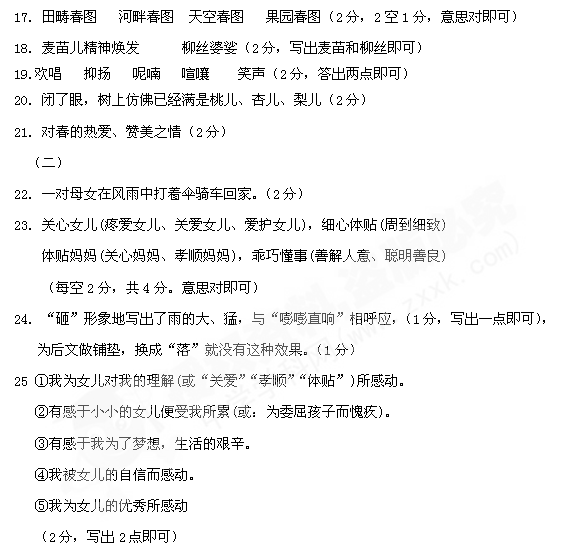 17. 田畴春图 河畔春图 天空春图 果园春图(2分，2空1分，意思对即可)
18. 麦苗儿精神焕发 柳丝婆娑(2分，写出麦苗和柳丝即可)
19.欢唱 抑扬 呢喃 喧嚷 笑声(2分，答出两点即可)
20. 闭了眼，树上仿佛已经满是桃儿、杏儿、梨儿(2分)
21. 对春的热爱、赞美之情(2分)
(二)
22. 一对母女在风雨中打着伞骑车回家。(2分)
23. 关心女儿(疼爱女儿、关爱女儿、爱护女儿)，细心体贴(周到细致)
体贴妈妈(关心妈妈、孝顺妈妈)，乖巧懂事(善解人意、聪明善良)
(每空2分，共4分。意思对即可)
24. “砸”形象地写出了雨的大、猛，与“嘭嘭直响”相呼应，(1分，写出一点即可)，
为后文做铺垫，换成“落”就没有这种效果。(1分)
25 ①我为女儿对我的理解(或“关爱”“孝顺”“体贴”)所感动。
②有感于小小的女儿便受我所累(或：为委屈孩子而愧疚)。
③有感于我为了梦想，生活的艰辛。
④我被女儿的自信而感动。
⑤我为女儿的优秀所感动
(2分，写出2点即可)